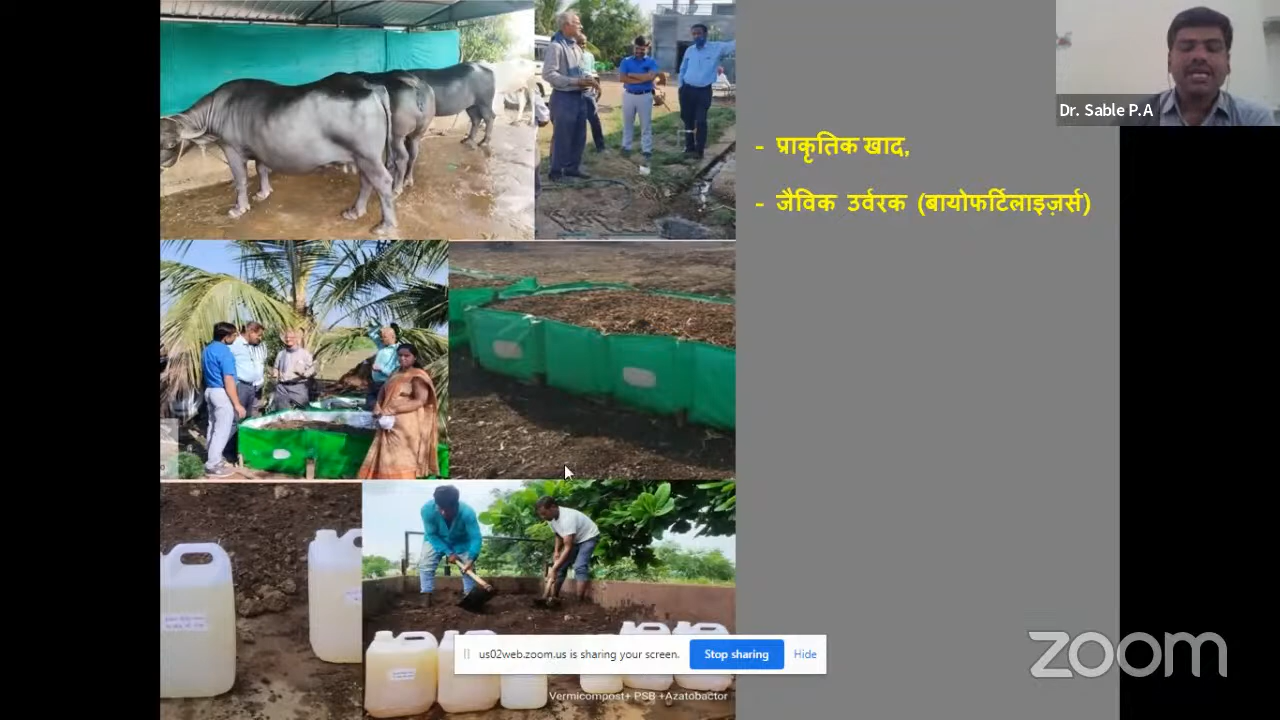 Dr. Sable P.A
- प्राकृतिक खाद,
- जैविक उर्वरक (बायोफर्टिलाइज़र्स)
us02web.zoom.us is sharing your screen.
Stop sharing
Hide
Vermicompost+ PSB +Azatobactor
zoom